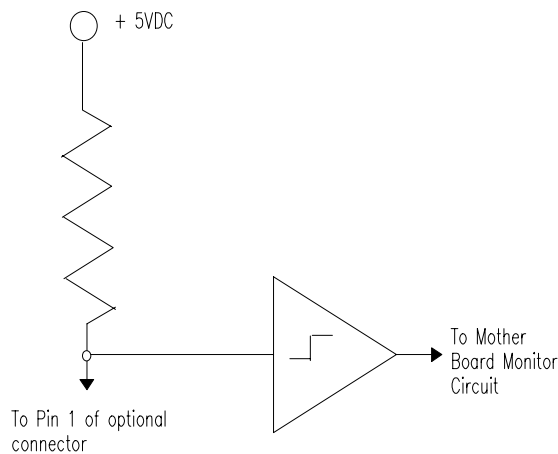 + 5VDC
To Mother
Board Monitor
Circuit
To Pin 1 of optional
connector